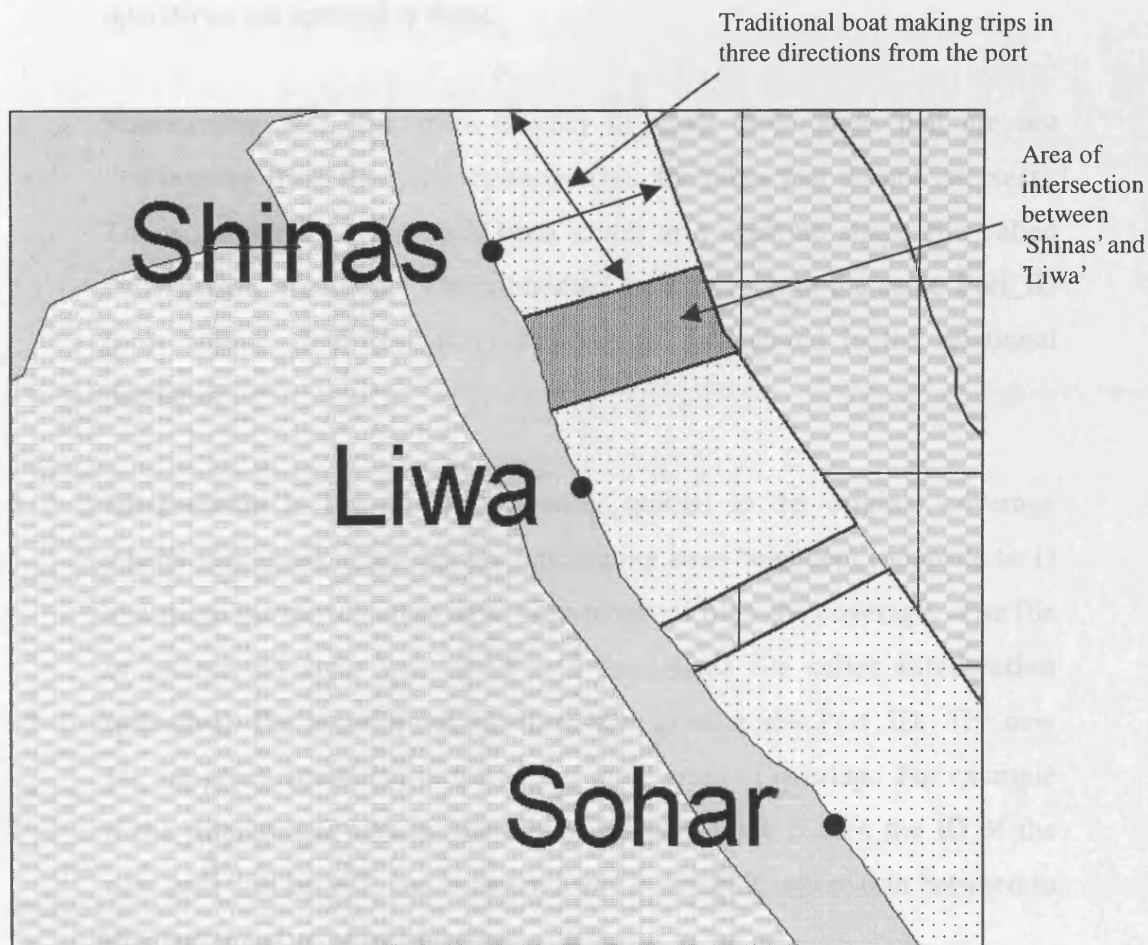 Traditional boat making trips in
three directions from the port
Area of
intersection
between
'Shinas' and
'Liwa'
Shinas
Liwa
Sohar